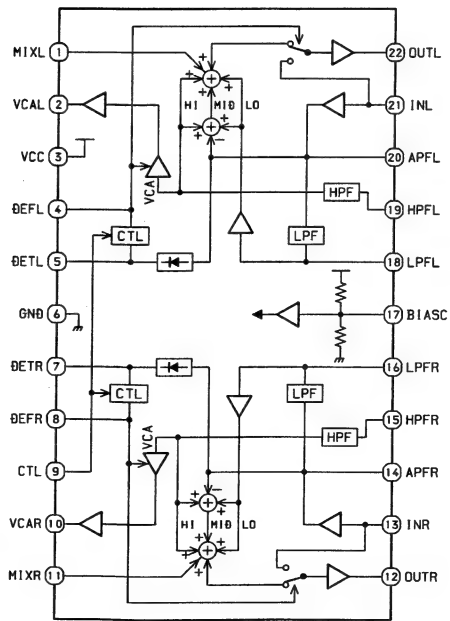 MIXL 1
22 OUTL
VCAL 2
HI MID LO
21 INL
VCC 3
20 APFL
VCA
HPF
DEFL 4
19 HPFL
CTL
LPF
DETL 5
18 LPFL
GND 6
17 BIASC
DETR 7
16 LPFR
CTL
LPF
DEFR 8
15 HPFR
VCA
HPF
CTL 9
14 APFR
VCAR 10
HI MID LO
13 INR
MIXR 11
12 OUTR